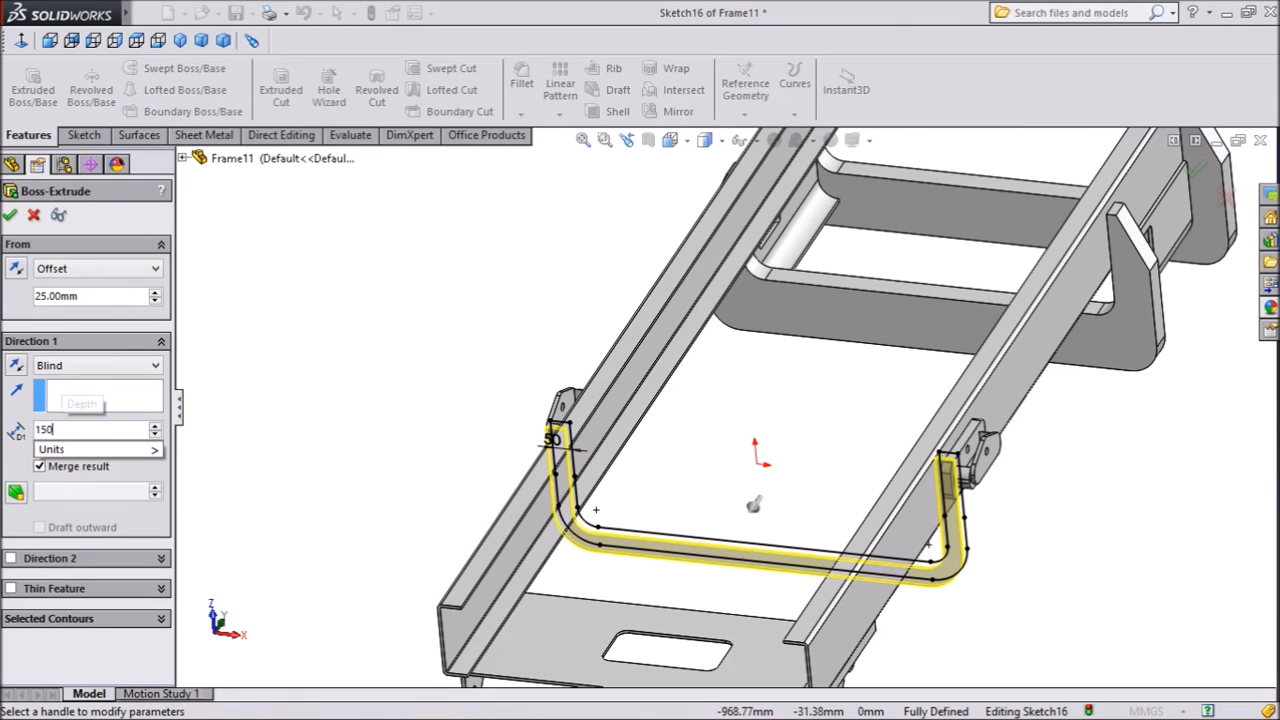 SOLIDWORKS
Sketch16 of Frame11 *
Search files and models
Extruded Boss/Base
Revolved Boss/Base
Swept Boss/Base
Lofted Boss/Base
Boundary Boss/Base
Extruded Cut
Hole Wizard
Revolved Cut
Swept Cut
Lofted Cut
Boundary Cut
Fillet
Linear Pattern
Rib
Draft
Shell
Wrap
Intersect
Mirror
Reference Geometry
Curves
Instant3D
Features
Sketch
Surfaces
Sheet Metal
Direct Editing
Evaluate
DimXpert
Office Products
Frame11 (Default<<Defaul...
Boss-Extrude
?
From
Offset
25.00mm
Direction 1
Blind
Depth
D1
150
Units >
Merge result
Draft outward
Direction 2
Thin Feature
Selected Contours
50
Z
Y
X
Model
Motion Study 1
Select a handle to modify parameters
-968.77mm
-31.38mm
0mm
Fully Defined
Editing Sketch16
MMGS
?